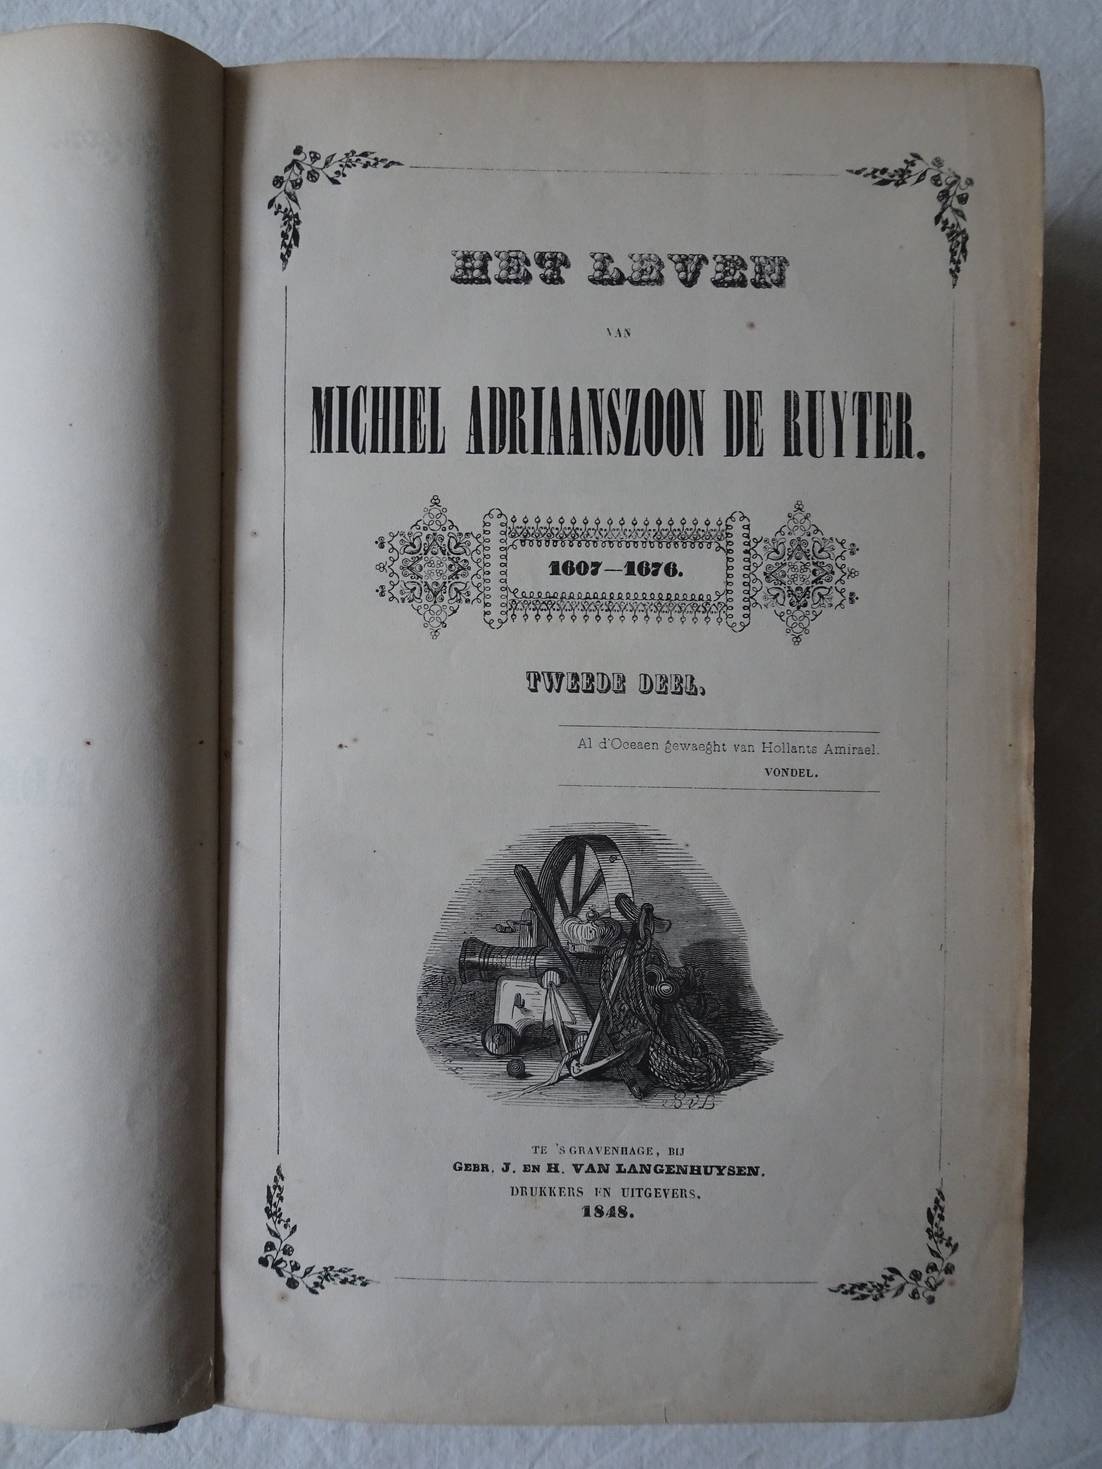 HET LEVEN
VAN
MICHIEL ADRIAANSZOON DE RUYTER.
1607—1676.
TWEEDE DEEL.
Al d'Oceaen gewaeght van Hollants Amirael.
VONDEL.
SvB
TE 'S GRAVENHAGE, BIJ
GEBR. J. EN H. VAN LANGENHUYSEN,
DRUKKERS EN UITGEVERS.
1848.